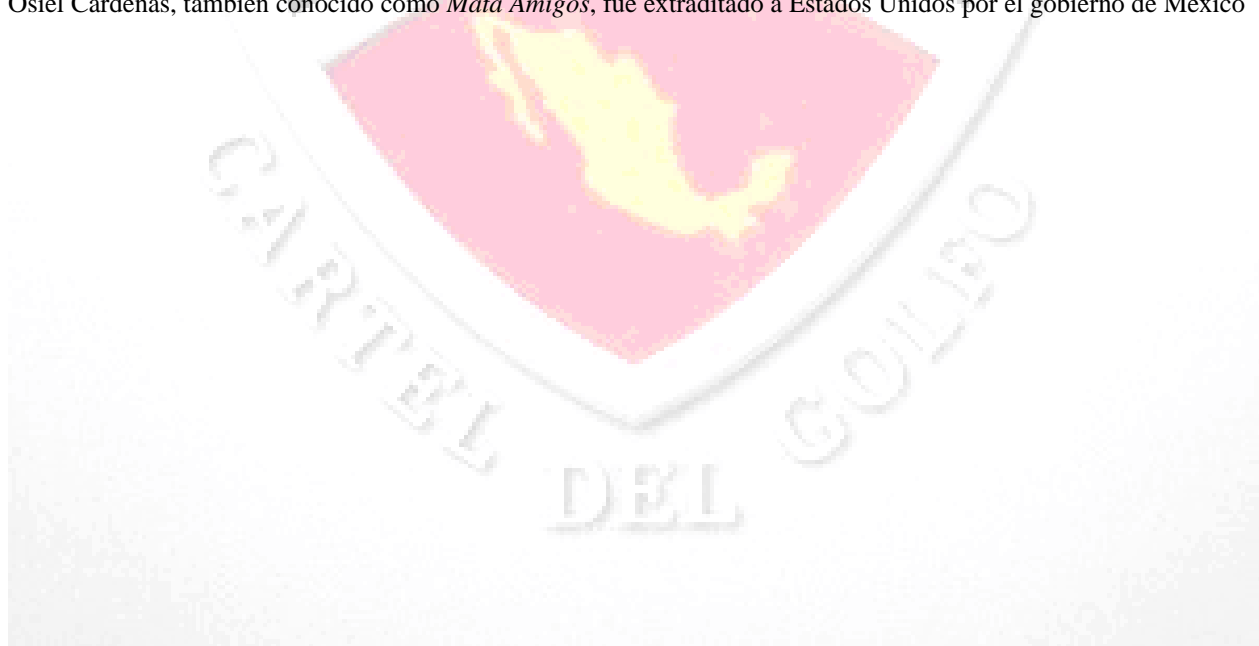 Osiel Cárdenas, también conocido como Mata Amigos, fue extraditado a Estados Unidos por el gobierno de México
CARTEL DEL GOLFO